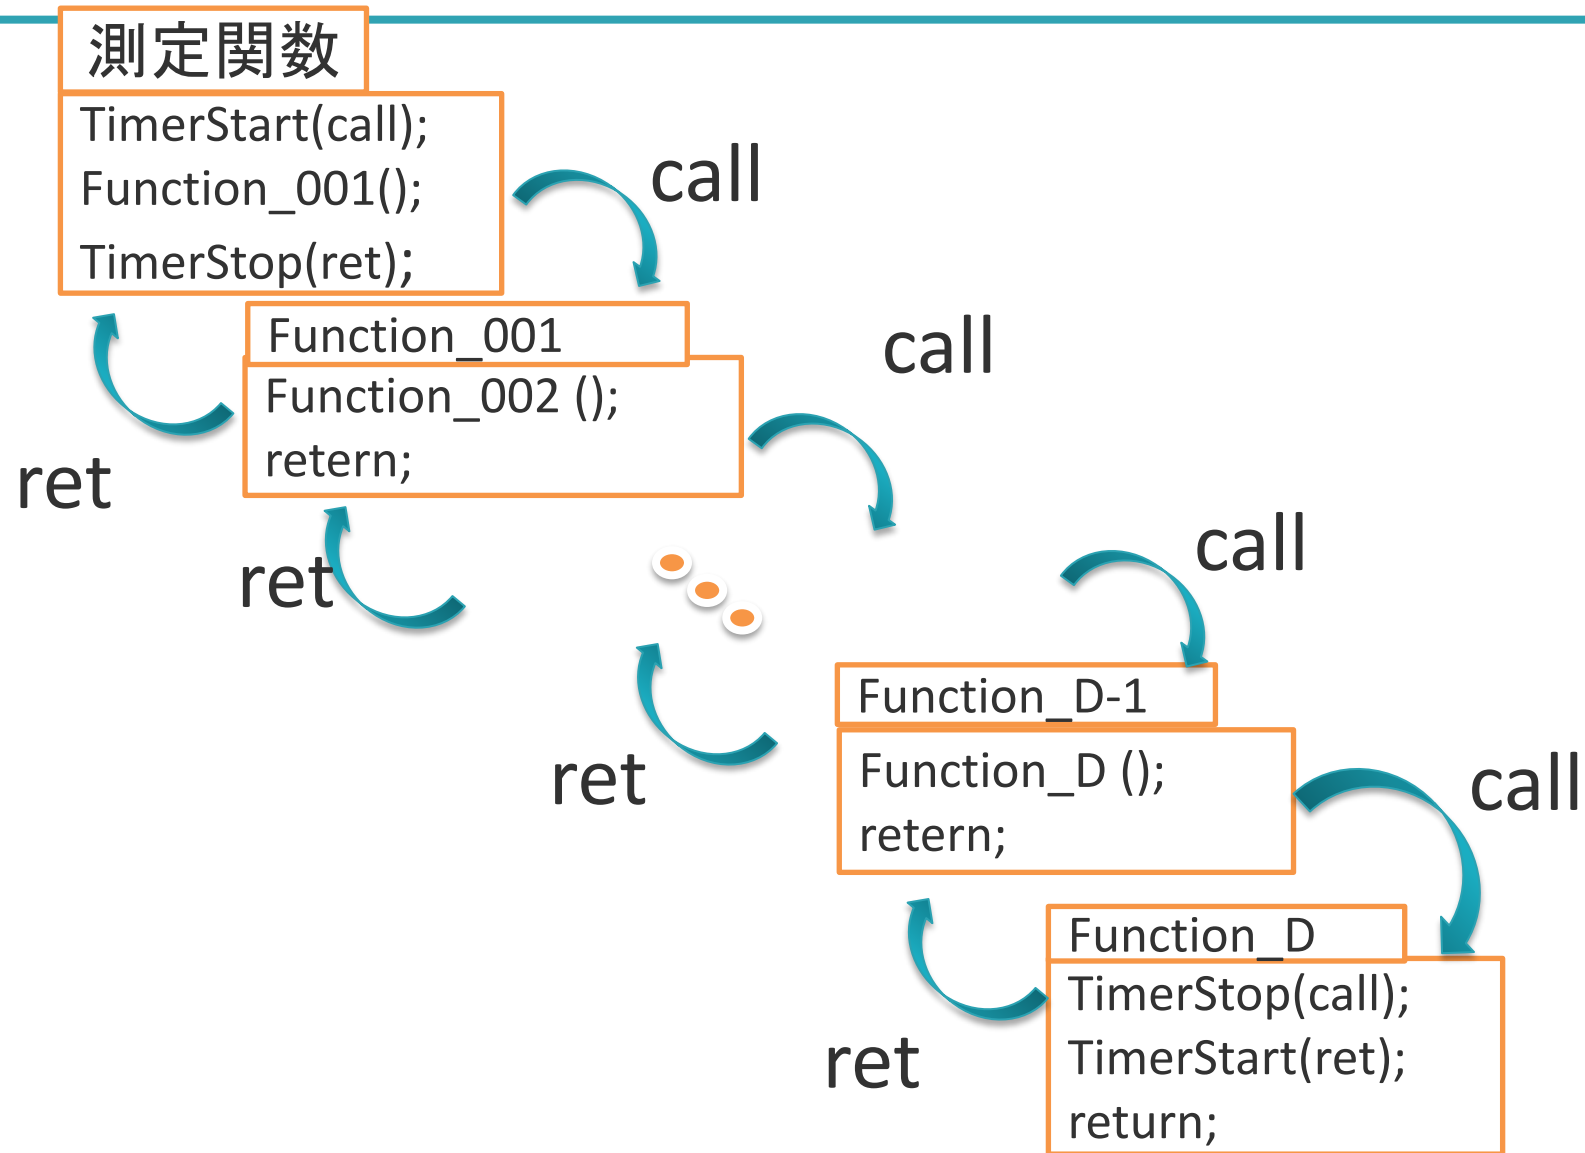 測定関数
TimerStart(call);
Function_001();
TimerStop(ret);
call
Function_001
Function_002 ();
retern;
call
ret
ret
call
Function_D-1
Function_D ();
retern;
ret
call
Function_D
TimerStop(call);
TimerStart(ret);
return;
ret